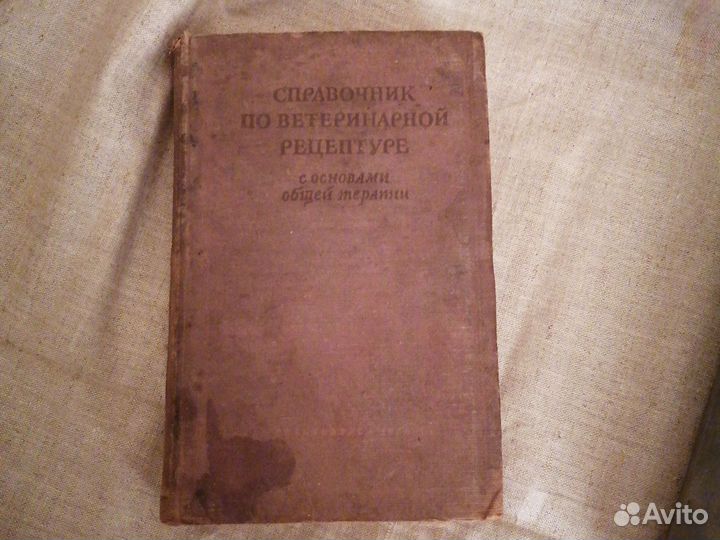 СПРАВОЧНИК
ПО ВЕТЕРИНАРНОЙ
РЕЦЕПТУРЕ
с основами
общей терапии
Avito